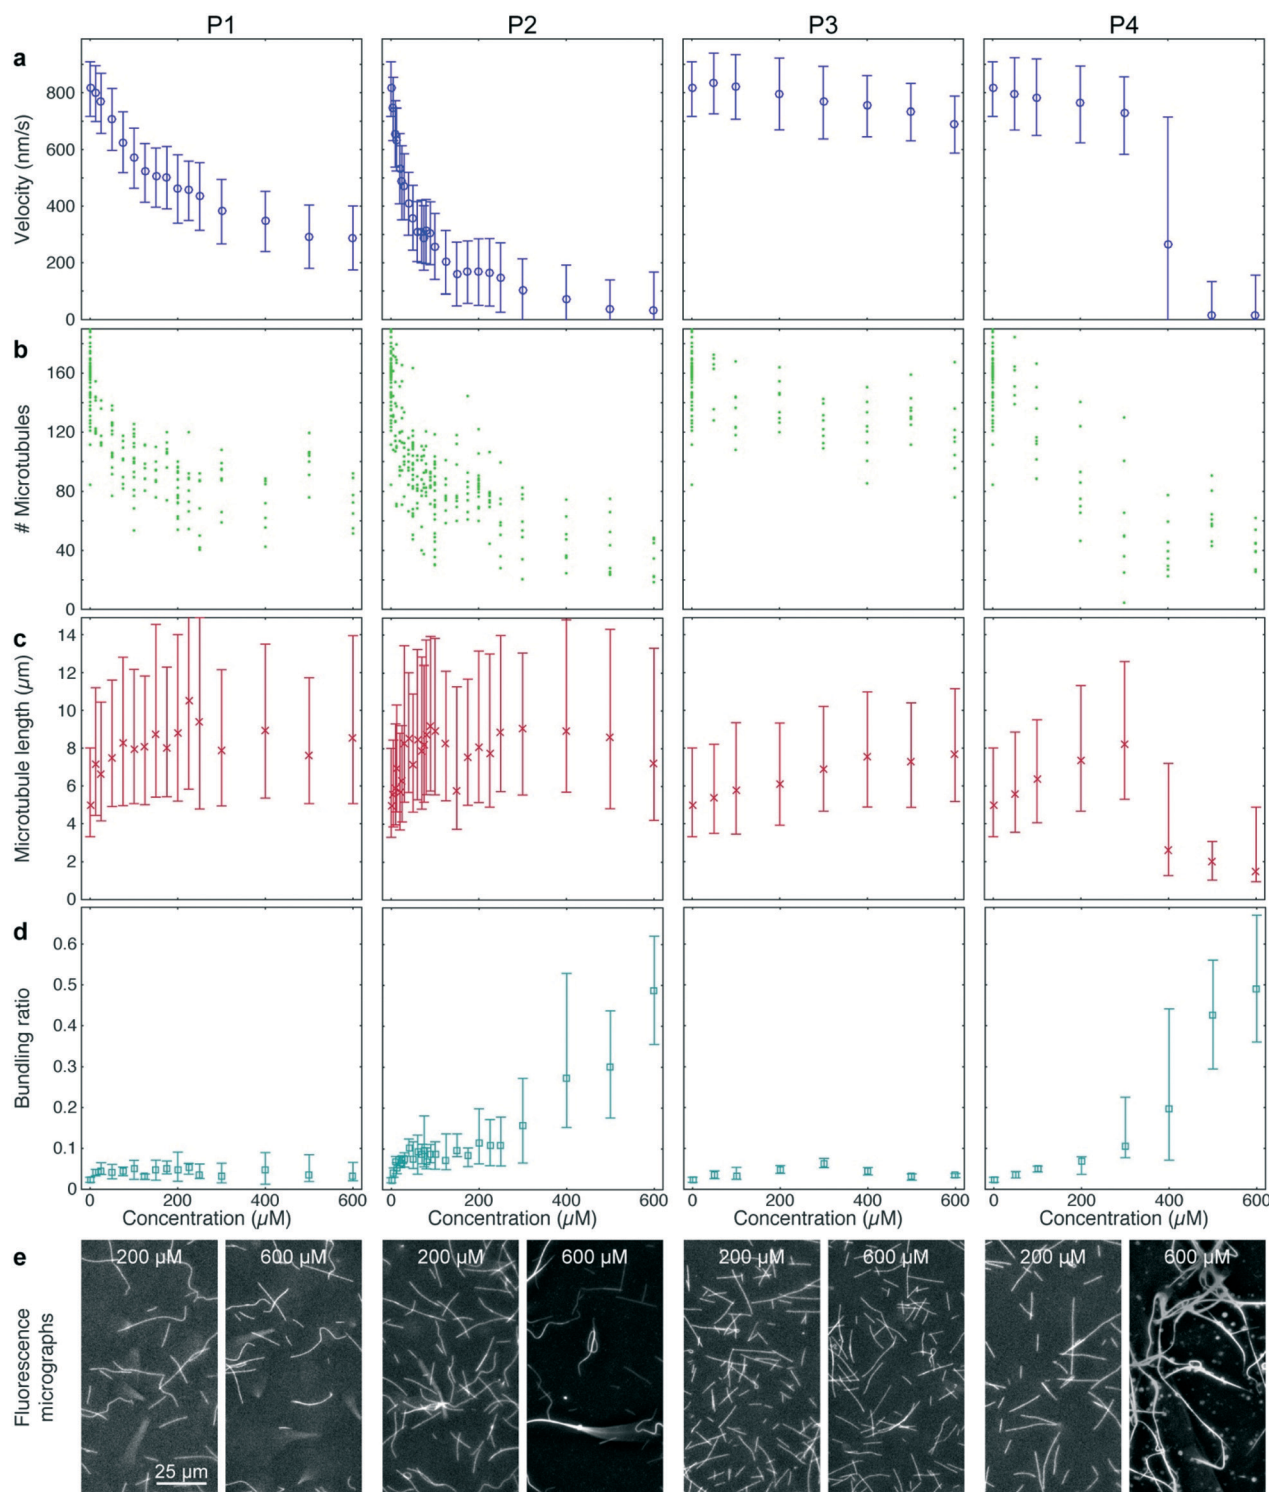 P1 P2 P3 P4
a
Velocity (nm/s)
800
600
400
200
0
b
# Microtubules
160
120
80
40
0
c
Microtubule length (µm)
14
12
10
8
6
4
2
0
d
Bundling ratio
0.6
0.5
0.4
0.3
0.2
0.1
0
0 200 400 600 0 200 400 600 0 200 400 600 0 200 400 600
Concentration (µM) Concentration (µM) Concentration (µM) Concentration (µM)
e
Fluorescence
micrographs
200 µM 600 µM 200 µM 600 µM 200 µM 600 µM 200 µM 600 µM
25 µm